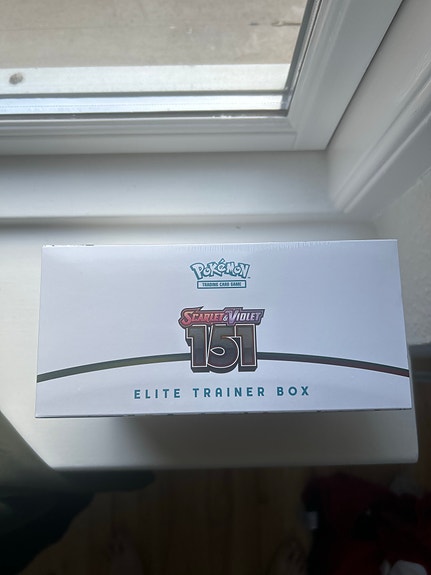 POKÉMON
TRADING CARD GAME
SCARLET & VIOLET
151
ELITE TRAINER BOX